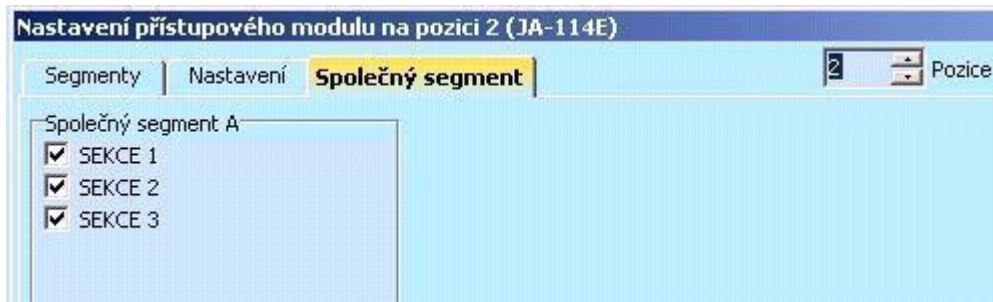 Nastavení přístupového modulu na pozici 2 (JA-114E)
Segmenty Nastavení Společný segment 2 Pozice
Společný segment A
SEKCE 1
SEKCE 2
SEKCE 3